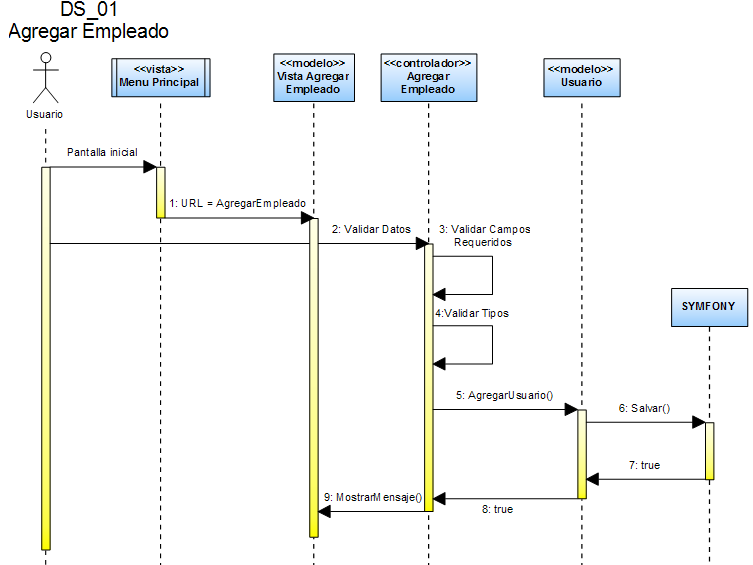 DS_01
Agregar Empleado
Usuario
<<vista>>
Menu Principal
<<modelo>>
Vista Agregar
Empleado
<<controlador>>
Agregar
Empleado
<<modelo>>
Usuario
Pantalla inicial
1: URL = AgregarEmpleado
2: Validar Datos
3: Validar Campos
Requeridos
SYMFONY
4:Validar Tipos
5: AgregarUsuario()
6: Salvar()
7: true
9: MostrarMensaje()
8: true